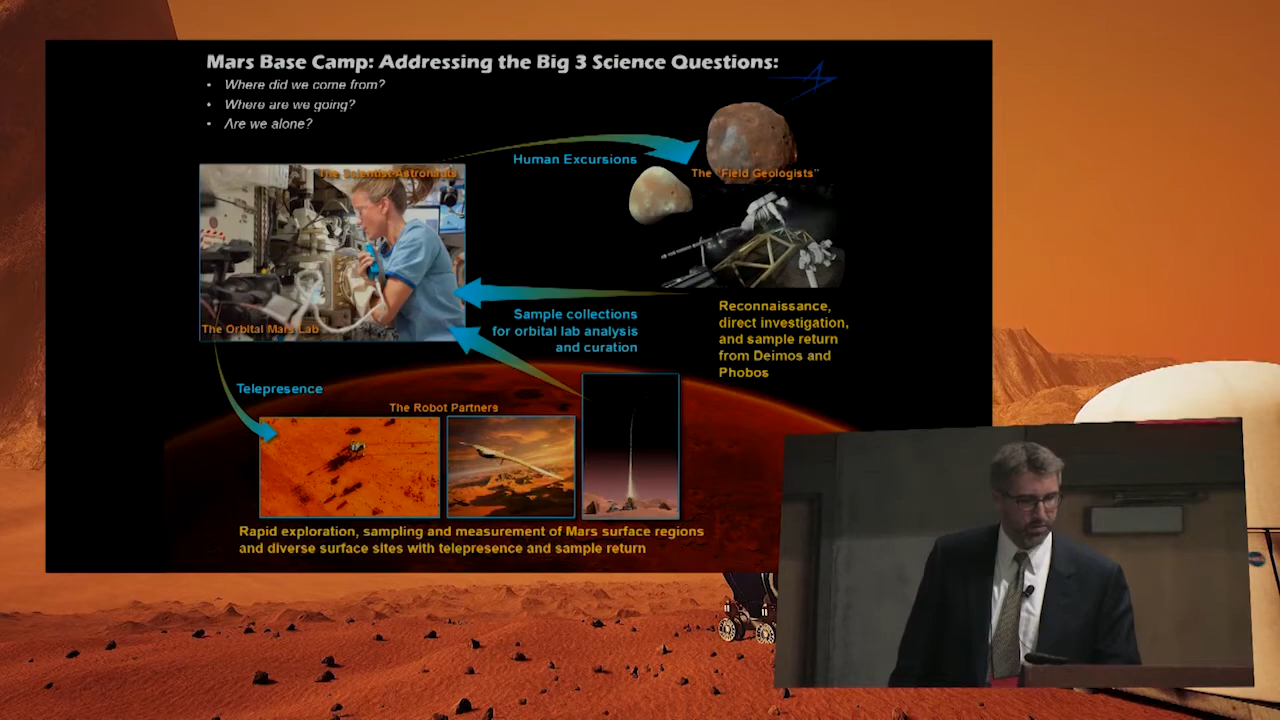 Mars Base Camp: Addressing the Big 3 Science Questions:
• Where did we come from?
• Where are we going?
• Are we alone?
Human Excursions
The "Field Geologists"
The Scientist-Astronauts
The Orbital Mars Lab
Sample collections
for orbital lab analysis
and curation
Reconnaissance,
direct investigation,
and sample return
from Deimos and
Phobos
Telepresence
The Robot Partners
Rapid exploration, sampling and measurement of Mars surface regions
and diverse surface sites with telepresence and sample return